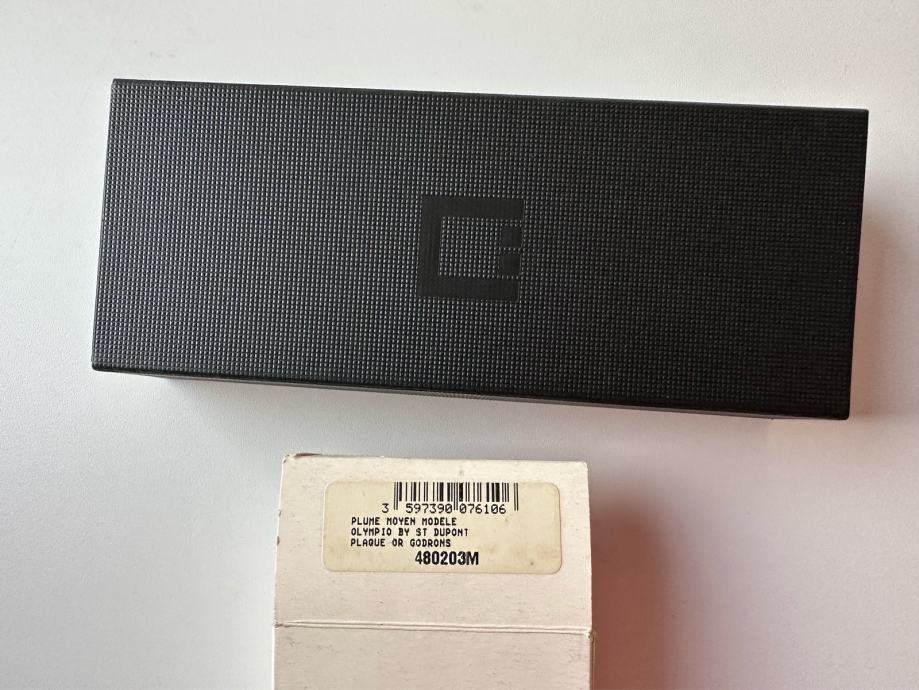 3 597390 076106
PLUME MOYEN MODELE
OLYMPIO BY ST DUPONT
PLAQUE OR GODRONS
480203M